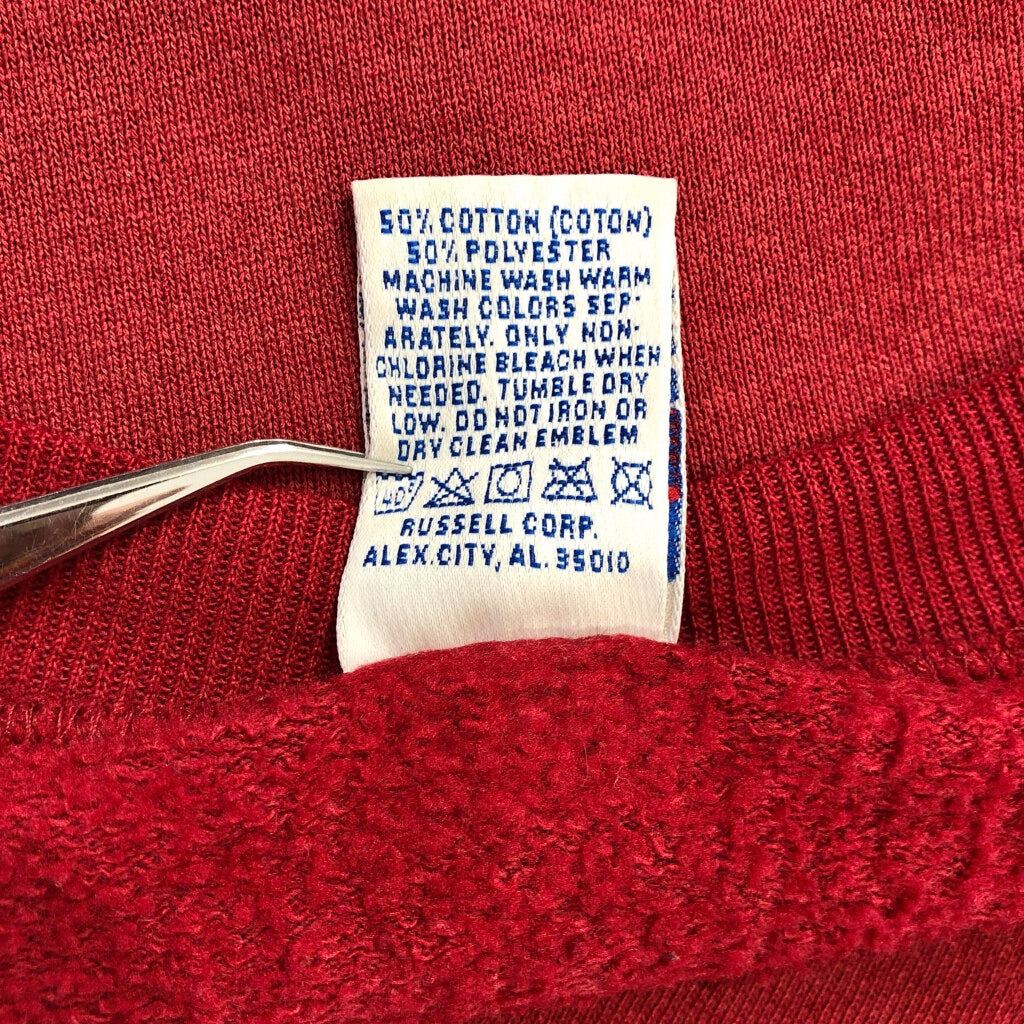 50% COTTON (COTON)
50% POLYESTER
MACHINE WASH WARM
WASH COLORS SEP-
ARATELY. ONLY NON-
CHLORINE BLEACH WHEN
NEEDED. TUMBLE DRY
LOW. DO NOT IRON OR
DRY CLEAN EMBLEM
40°
RUSSELL CORP.
ALEX.CITY, AL. 35010